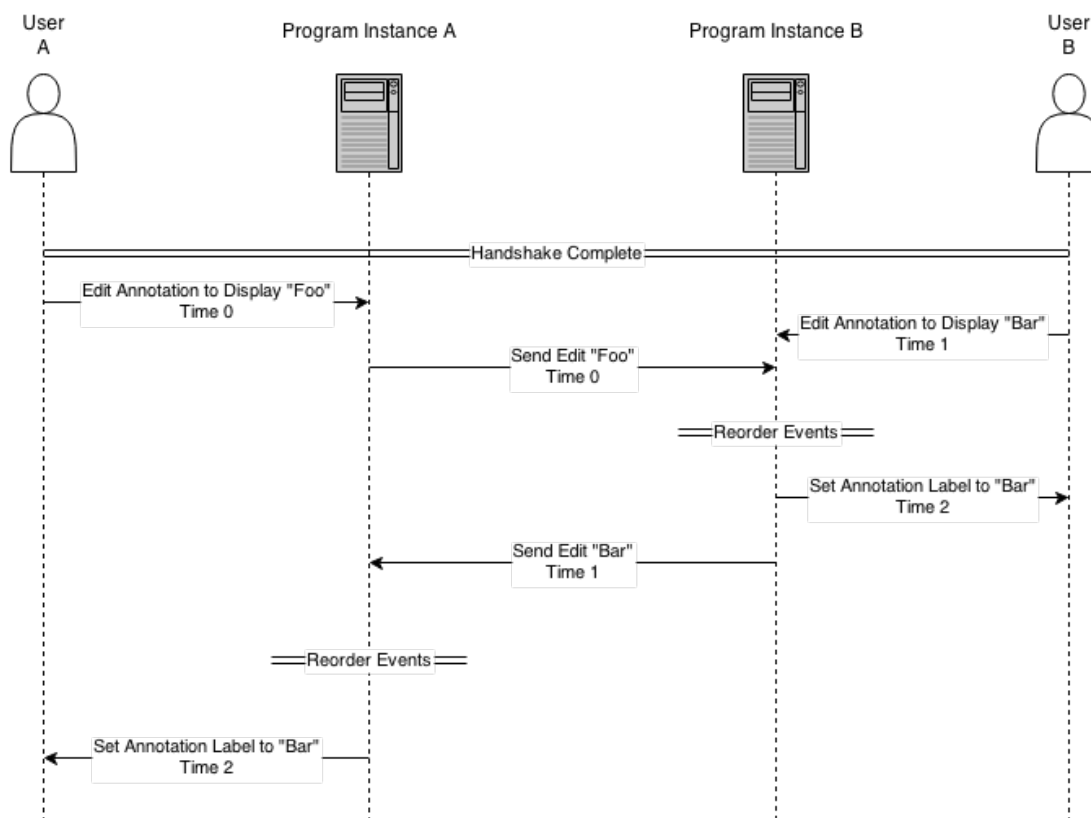 User
A
Program Instance A
Program Instance B
User
B
Handshake Complete
Edit Annotation to Display "Foo"
Time 0
Edit Annotation to Display "Bar"
Time 1
Send Edit "Foo"
Time 0
Reorder Events
Set Annotation Label to "Bar"
Time 2
Send Edit "Bar"
Time 1
Reorder Events
Set Annotation Label to "Bar"
Time 2